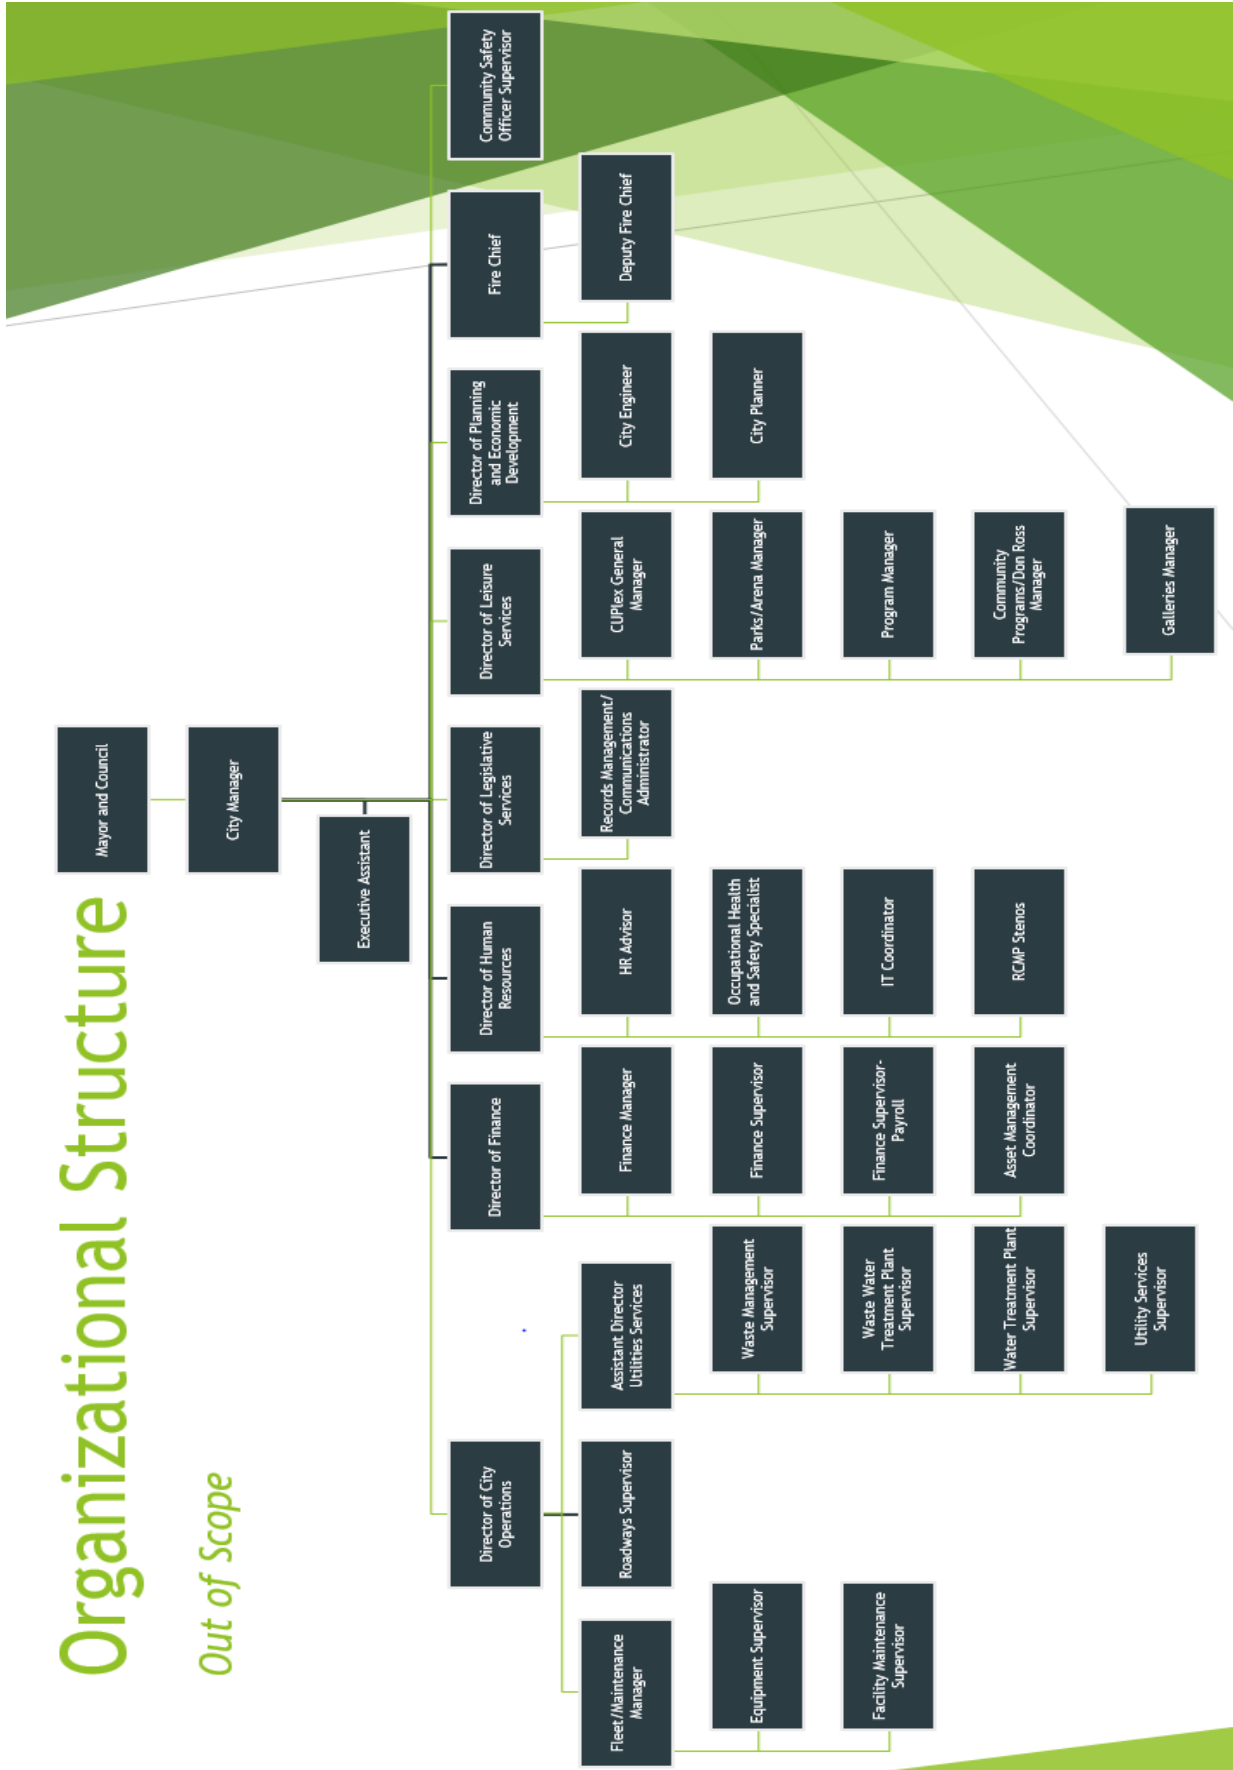 Organizational Structure
Out of Scope
Mayor and Council
City Manager
Executive Assistant
Director of City
Operations
Fleet/Maintenance
Manager
Equipment Supervisor
Facility Maintenance
Supervisor
Roadways Supervisor
Assistant Director
Utilities Services
Waste Management
Supervisor
Waste Water
Treatment Plant
Supervisor
Water Treatment Plant
Supervisor
Utility Services
Supervisor
Director of Finance
Finance Manager
Finance Supervisor
Finance Supervisor-
Payroll
Asset Management
Coordinator
Director of Human
Resources
HR Advisor
Occupational Health
and Safety Specialist
IT Coordinator
RCMP Stenos
Director of Legislative
Services
Records Management/
Communications
Administrator
Director of Leisure
Services
CUPlex General
Manager
Parks/Arena Manager
Program Manager
Community
Programs/Don Ross
Manager
Galleries Manager
Director of Planning
and Economic
Development
City Engineer
City Planner
Fire Chief
Deputy Fire Chief
Community Safety
Officer Supervisor